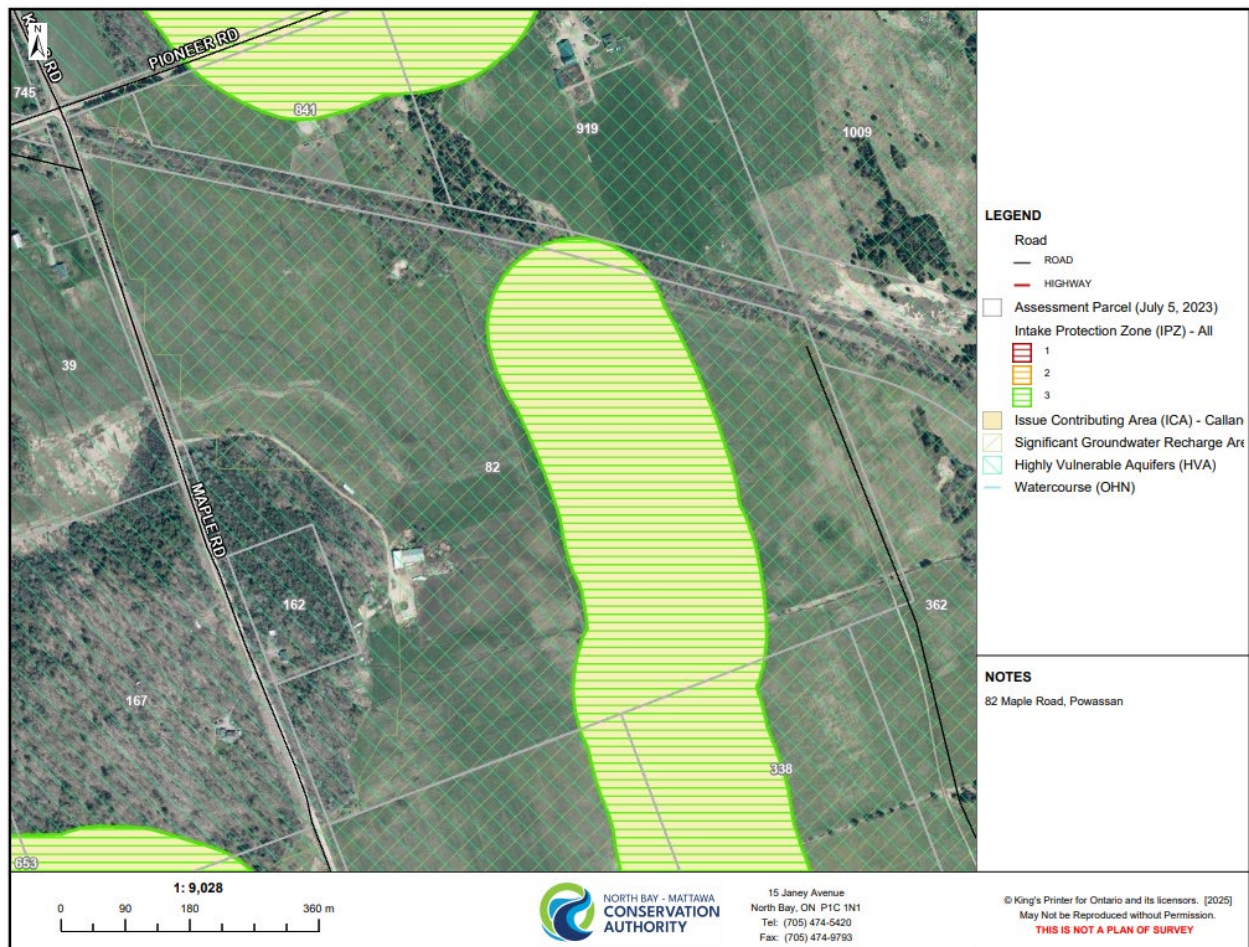 N
PIONEER RD
745
841
919
1009
39
82
MAPLE RD
162
362
167
338
653
LEGEND
Road
ROAD
HIGHWAY
Assessment Parcel (July 5, 2023)
Intake Protection Zone (IPZ) - All
1
2
3
Issue Contributing Area (ICA) - Callan
Significant Groundwater Recharge Are
Highly Vulnerable Aquifers (HVA)
Watercourse (OHN)
NOTES
82 Maple Road, Powassan
1: 9,028
0 90 180 360 m
NORTH BAY - MATTAWA
CONSERVATION
AUTHORITY
15 Janey Avenue
North Bay, ON P1C 1N1
Tel: (705) 474-5420
Fax: (705) 474-9793
© King's Printer for Ontario and its licensors. [2025]
May Not be Reproduced without Permission.
THIS IS NOT A PLAN OF SURVEY